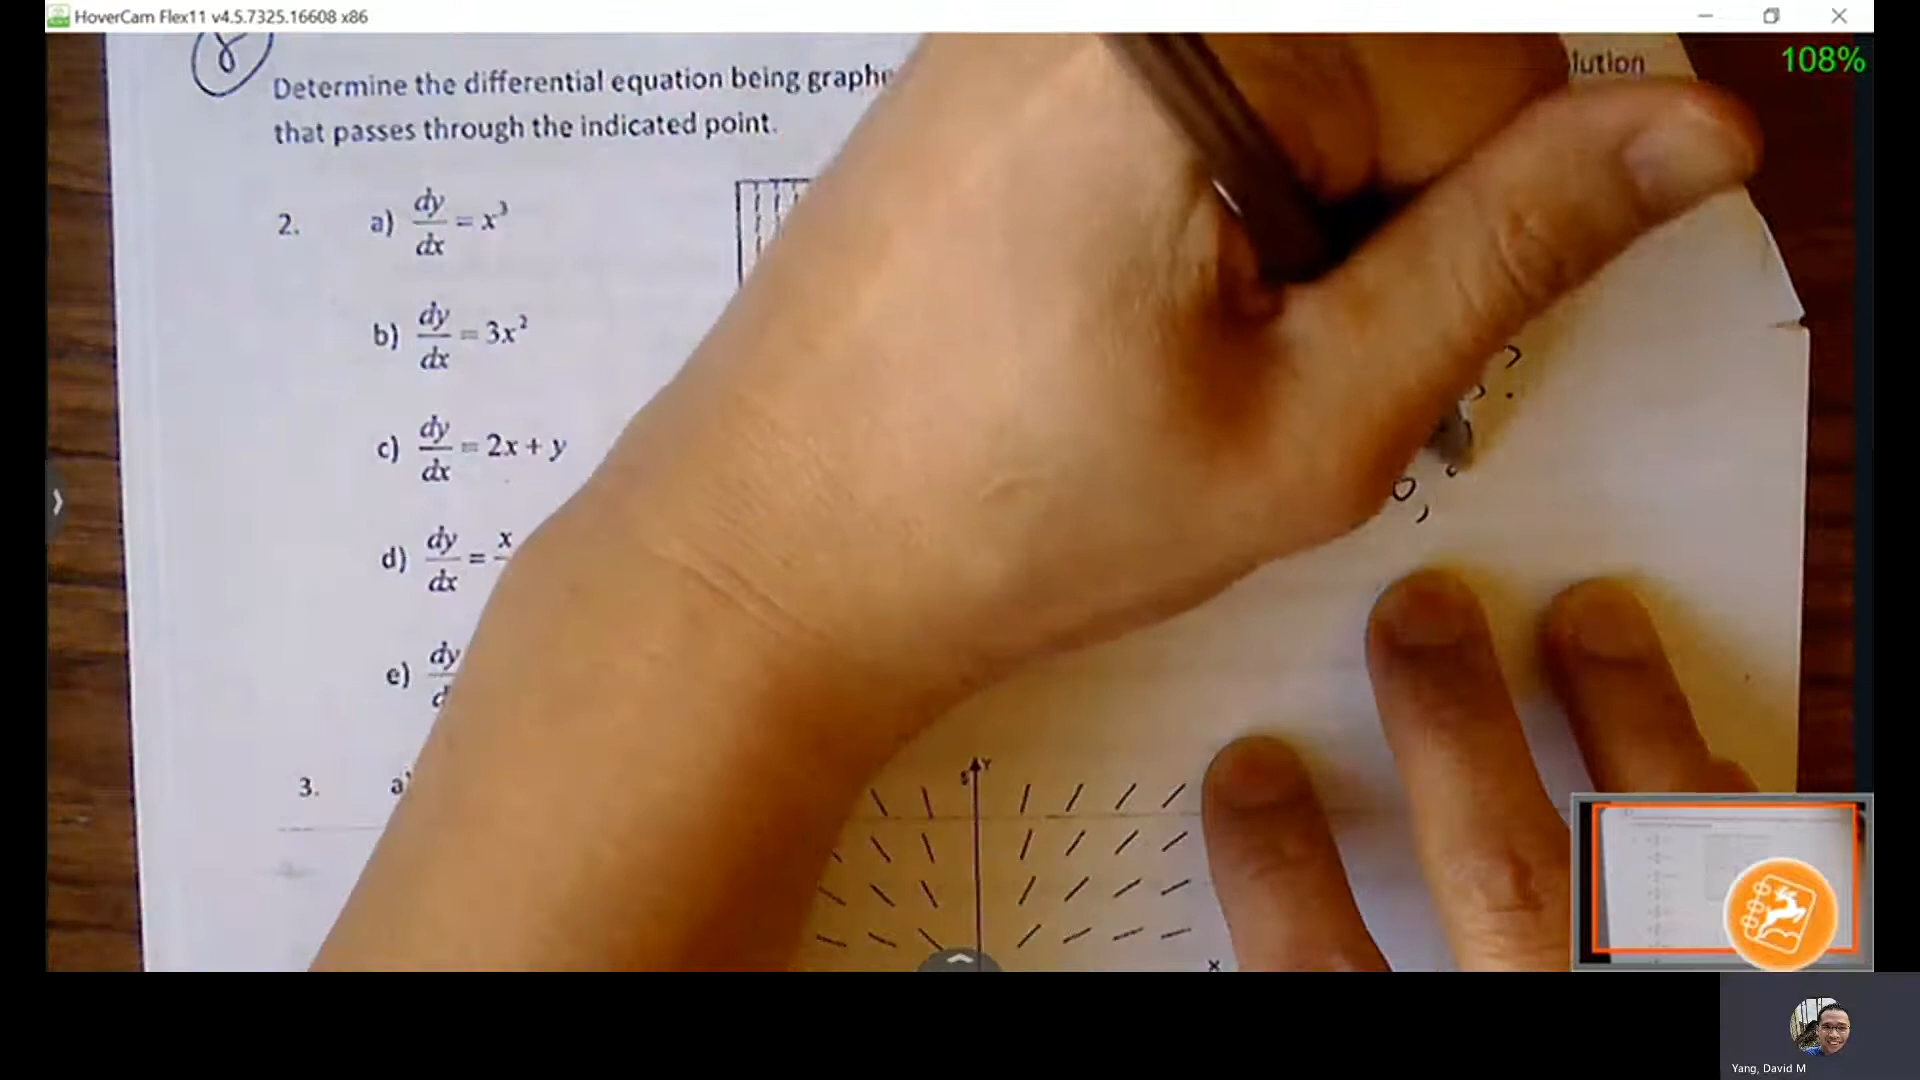 HoverCam Flex11 v4.5.7325.16608 x86
108%
8
Determine the differential equation being
lution
that passes through the indicated point.
2. a) dy/dx = x³
b) dy/dx = 3x²
c) dy/dx = 2x + y
d) dy/dx = x
e) dy
3. a)
5 Y
X
Yang, David M